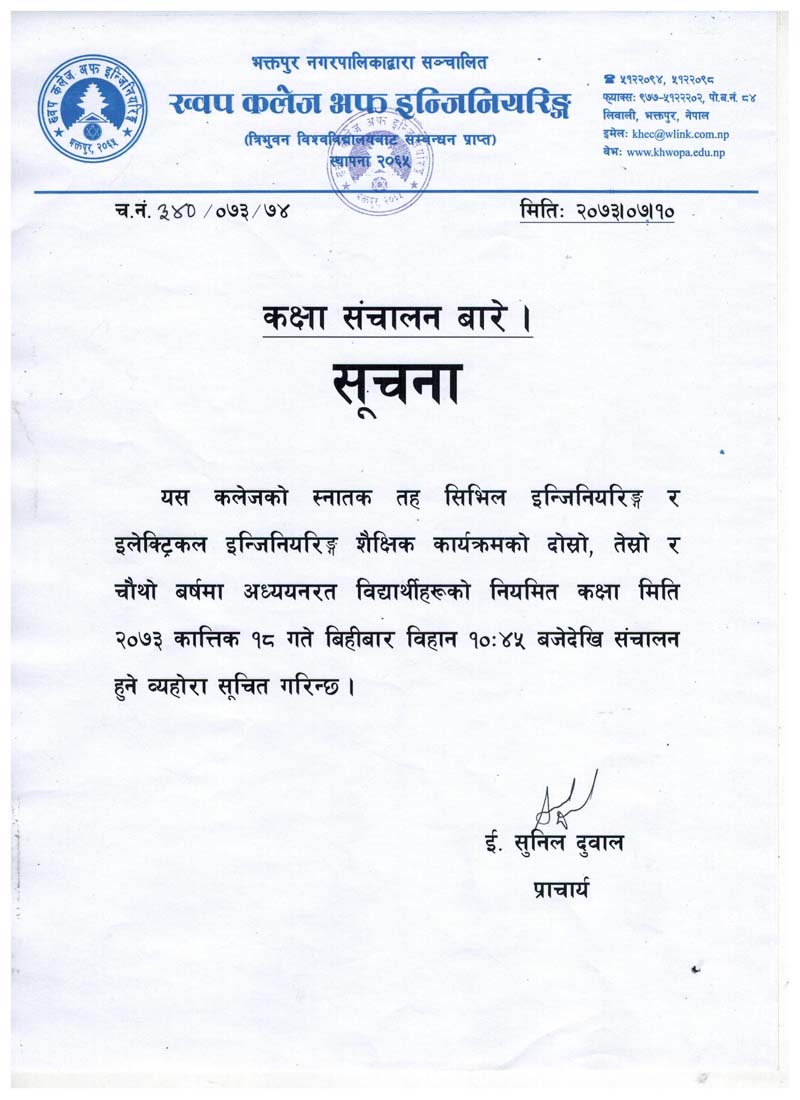 भक्तपुर नगरपालिकाद्वारा सञ्चालित
ख्वप कलेज अफ इन्जिनियरिङ्ग
(त्रिभुवन विश्वविद्यालयबाट सम्बन्धन प्राप्त)
स्थापना २०६५
ख्वप कलेज अफ इन्जिनियरिङ
भक्तपुर, २०६५
☎ ५१२२०९४, ५१२२०९८
फ्याक्सः ९७७-५१२२२०२, पो.ब.नं. ८४
लिवाली, भक्तपुर, नेपाल
इमेलः khec@wlink.com.np
वेभः www.khwopa.edu.np
च.नं. ३४० /०७३/७४
मितिः २०७३।०७।१०
कक्षा संचालन बारे ।
सूचना
यस कलेजको स्नातक तह सिभिल इन्जिनियरिङ्ग र
इलेक्ट्रिकल इन्जिनियरिङ्ग शैक्षिक कार्यक्रमको दोस्रो, तेस्रो र
चौथो बर्षमा अध्ययनरत विद्यार्थीहरूको नियमित कक्षा मिति
२०७३ कात्तिक १८ गते बिहीबार विहान १०:४५ बजेदेखि संचालन
हुने व्यहोरा सूचित गरिन्छ ।
ई. सुनिल दुवाल
प्राचार्य